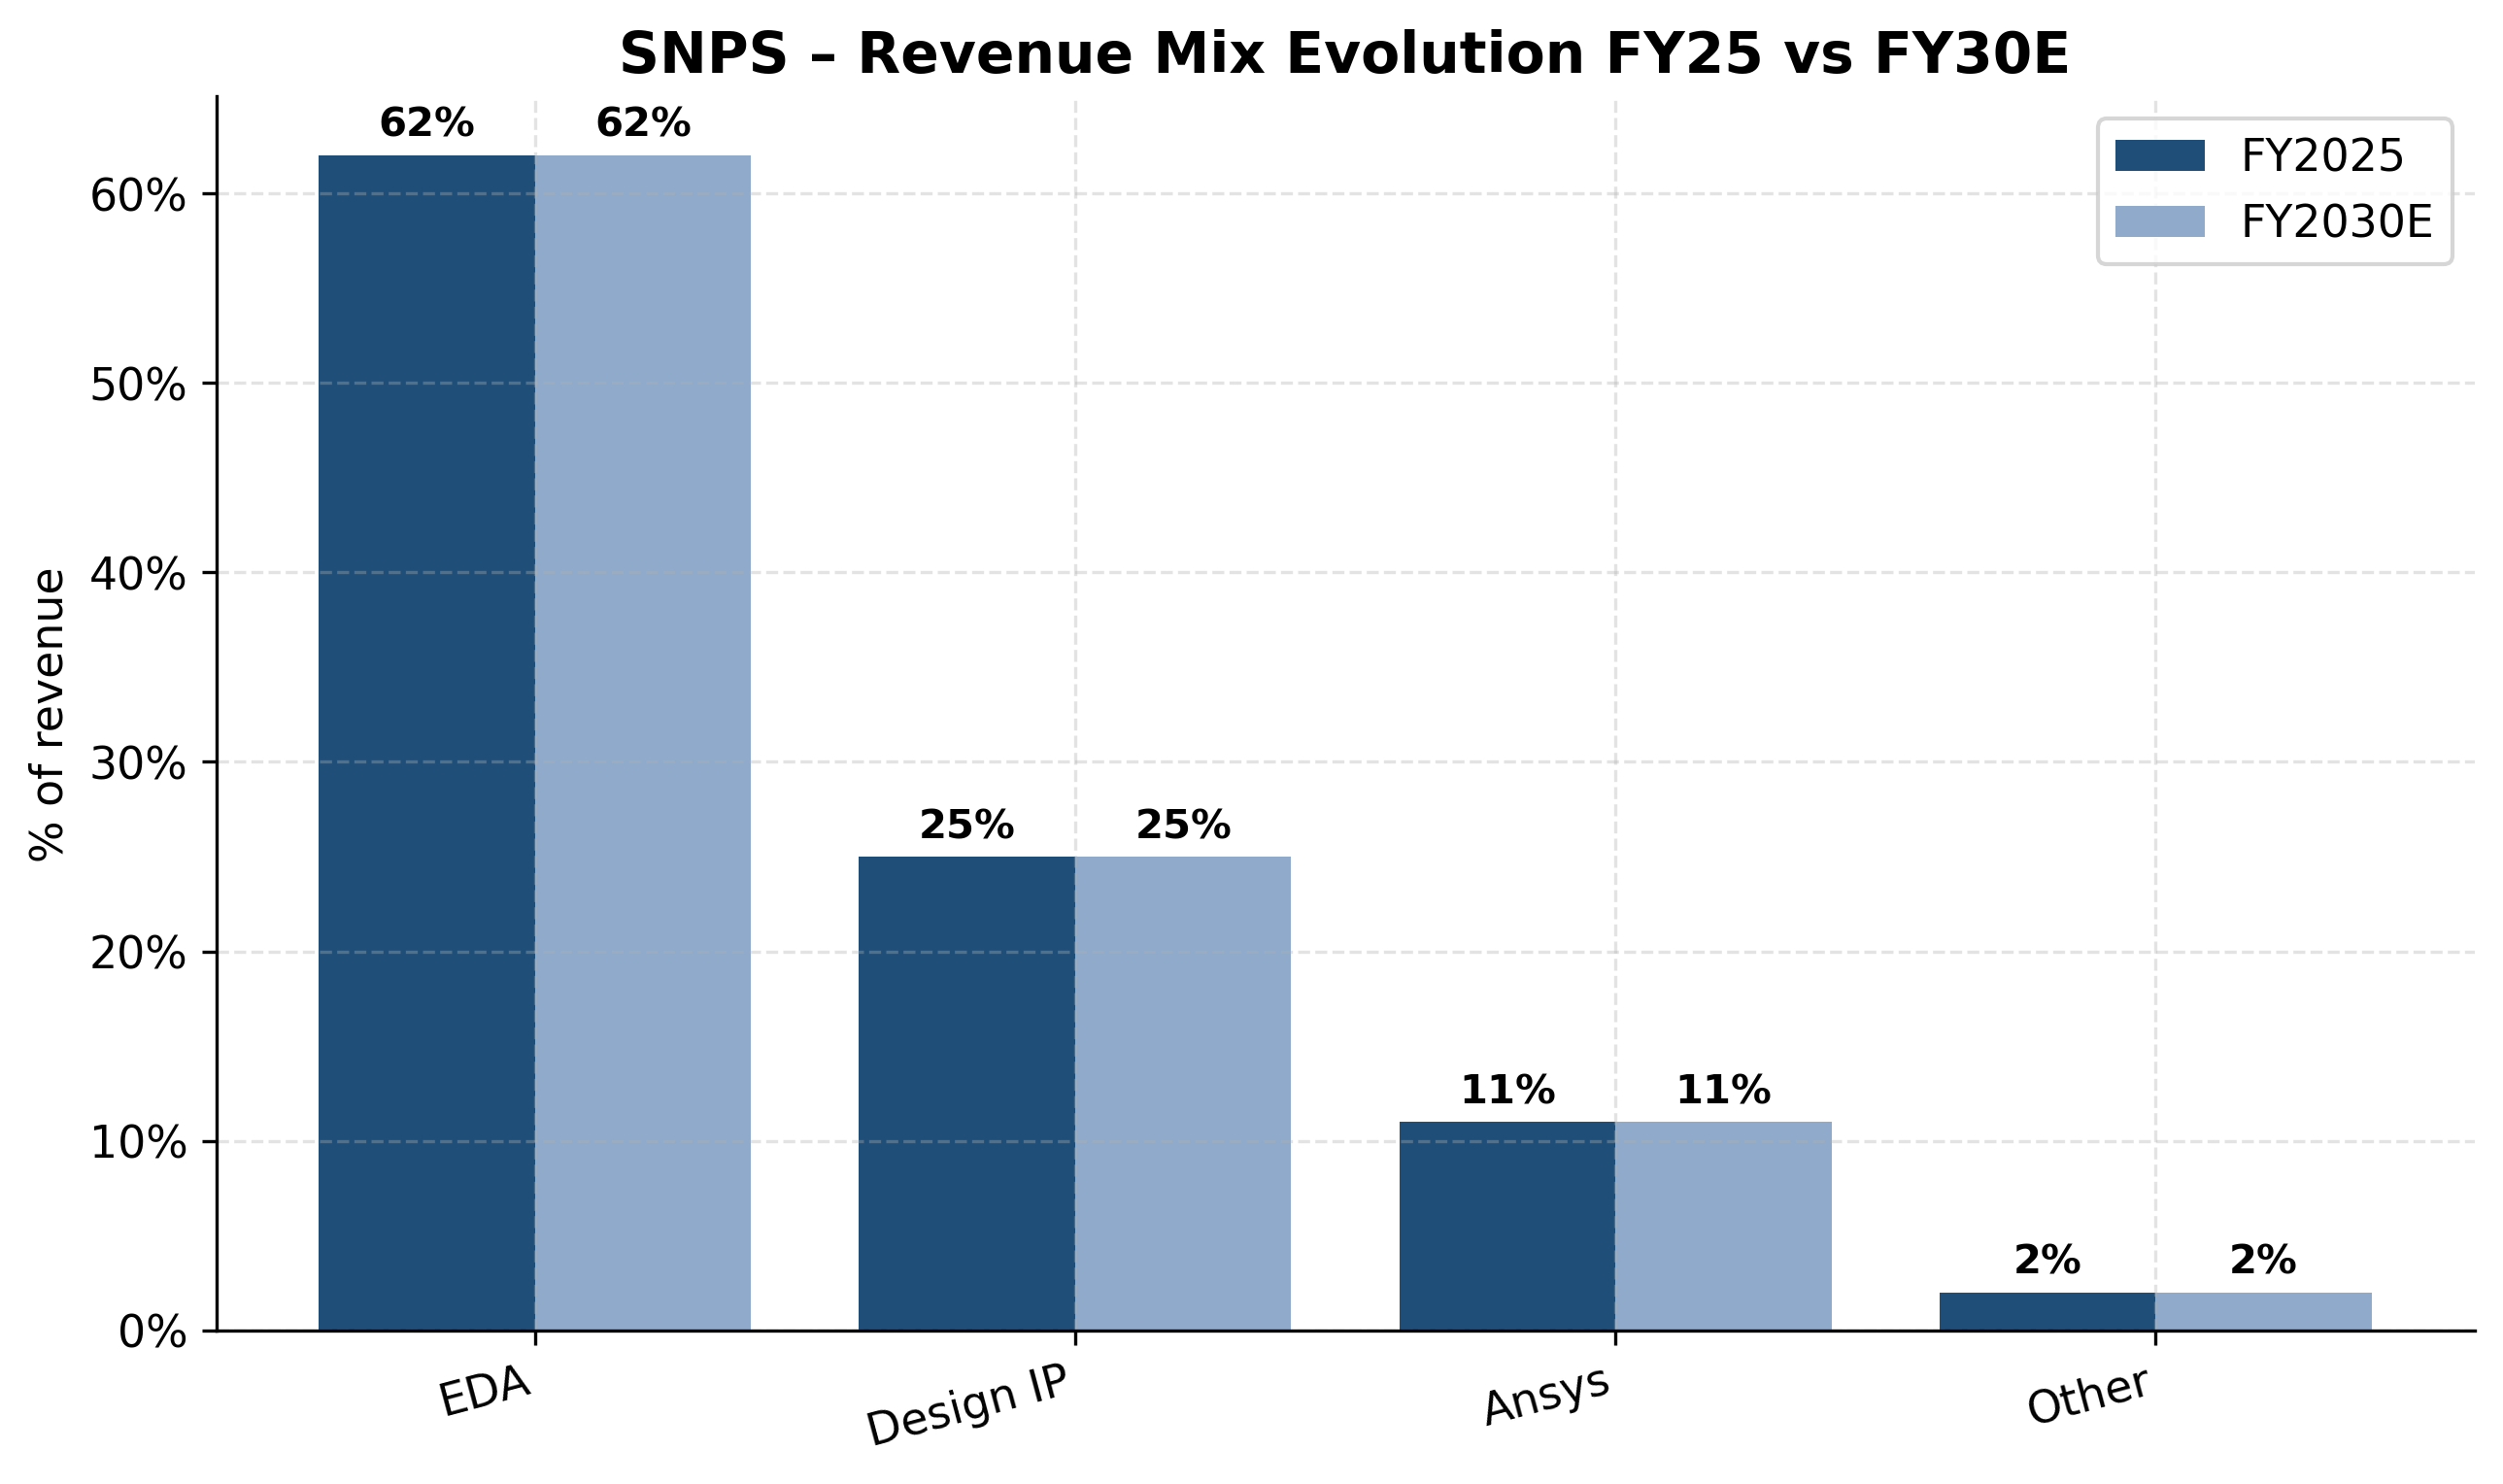 SNPS – Revenue Mix Evolution FY25 vs FY30E
FY2025
FY2030E
% of revenue
60%
50%
40%
30%
20%
10%
0%
62% 62%
25% 25%
11% 11%
2% 2%
EDA
Design IP
Ansys
Other